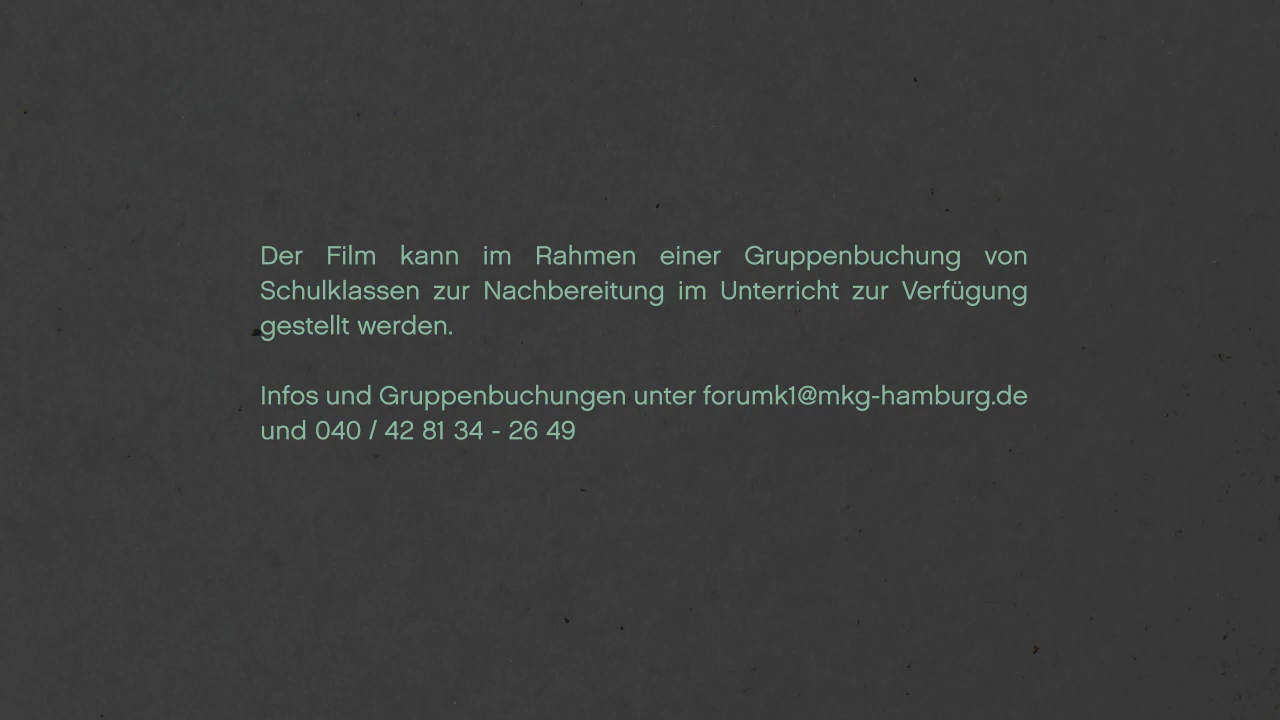 Der Film kann im Rahmen einer Gruppenbuchung von
Schulklassen zur Nachbereitung im Unterricht zur Verfügung
gestellt werden.
Infos und Gruppenbuchungen unter forumk1@mkg-hamburg.de
und 040 / 42 81 34 - 26 49